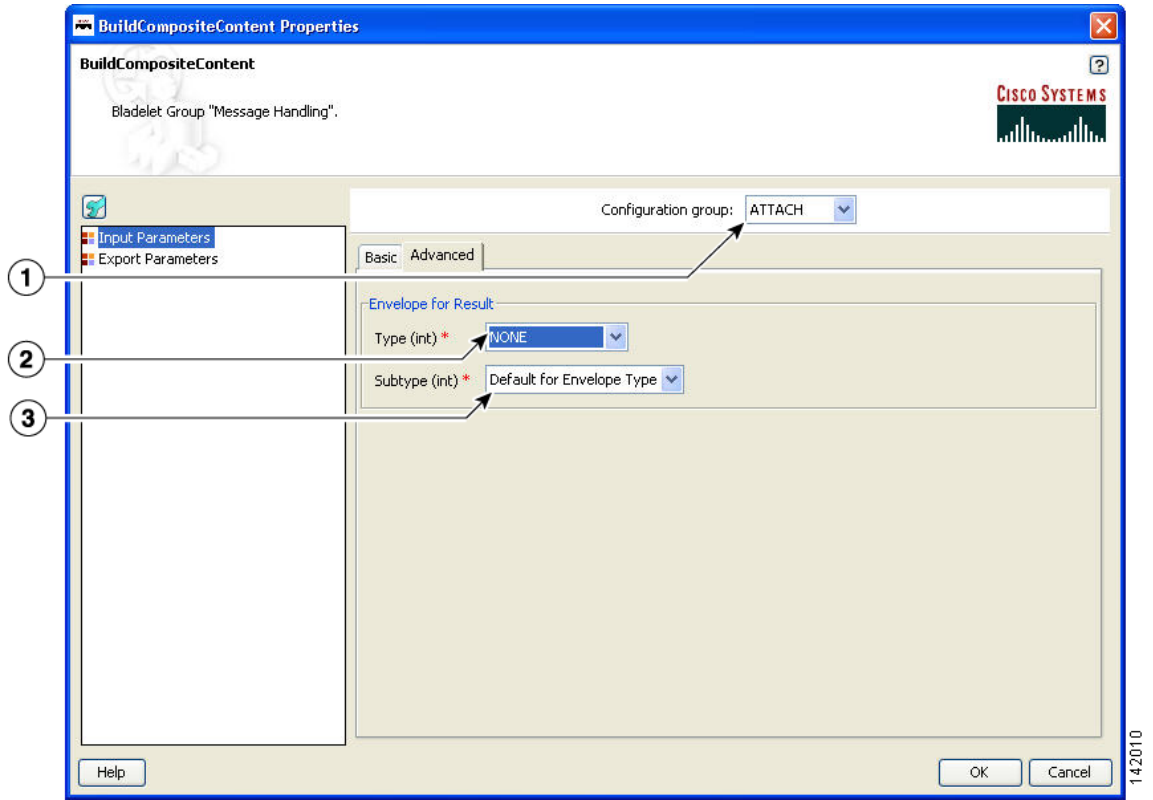 BuildCompositeContent Properties
BuildCompositeContent
?
Bladelet Group "Message Handling".
CISCO SYSTEMS
Configuration group: ATTACH
Input Parameters
Export Parameters
Basic Advanced
1
Envelope for Result
Type (int) * NONE
2
Subtype (int) * Default for Envelope Type
3
Help OK Cancel
142010